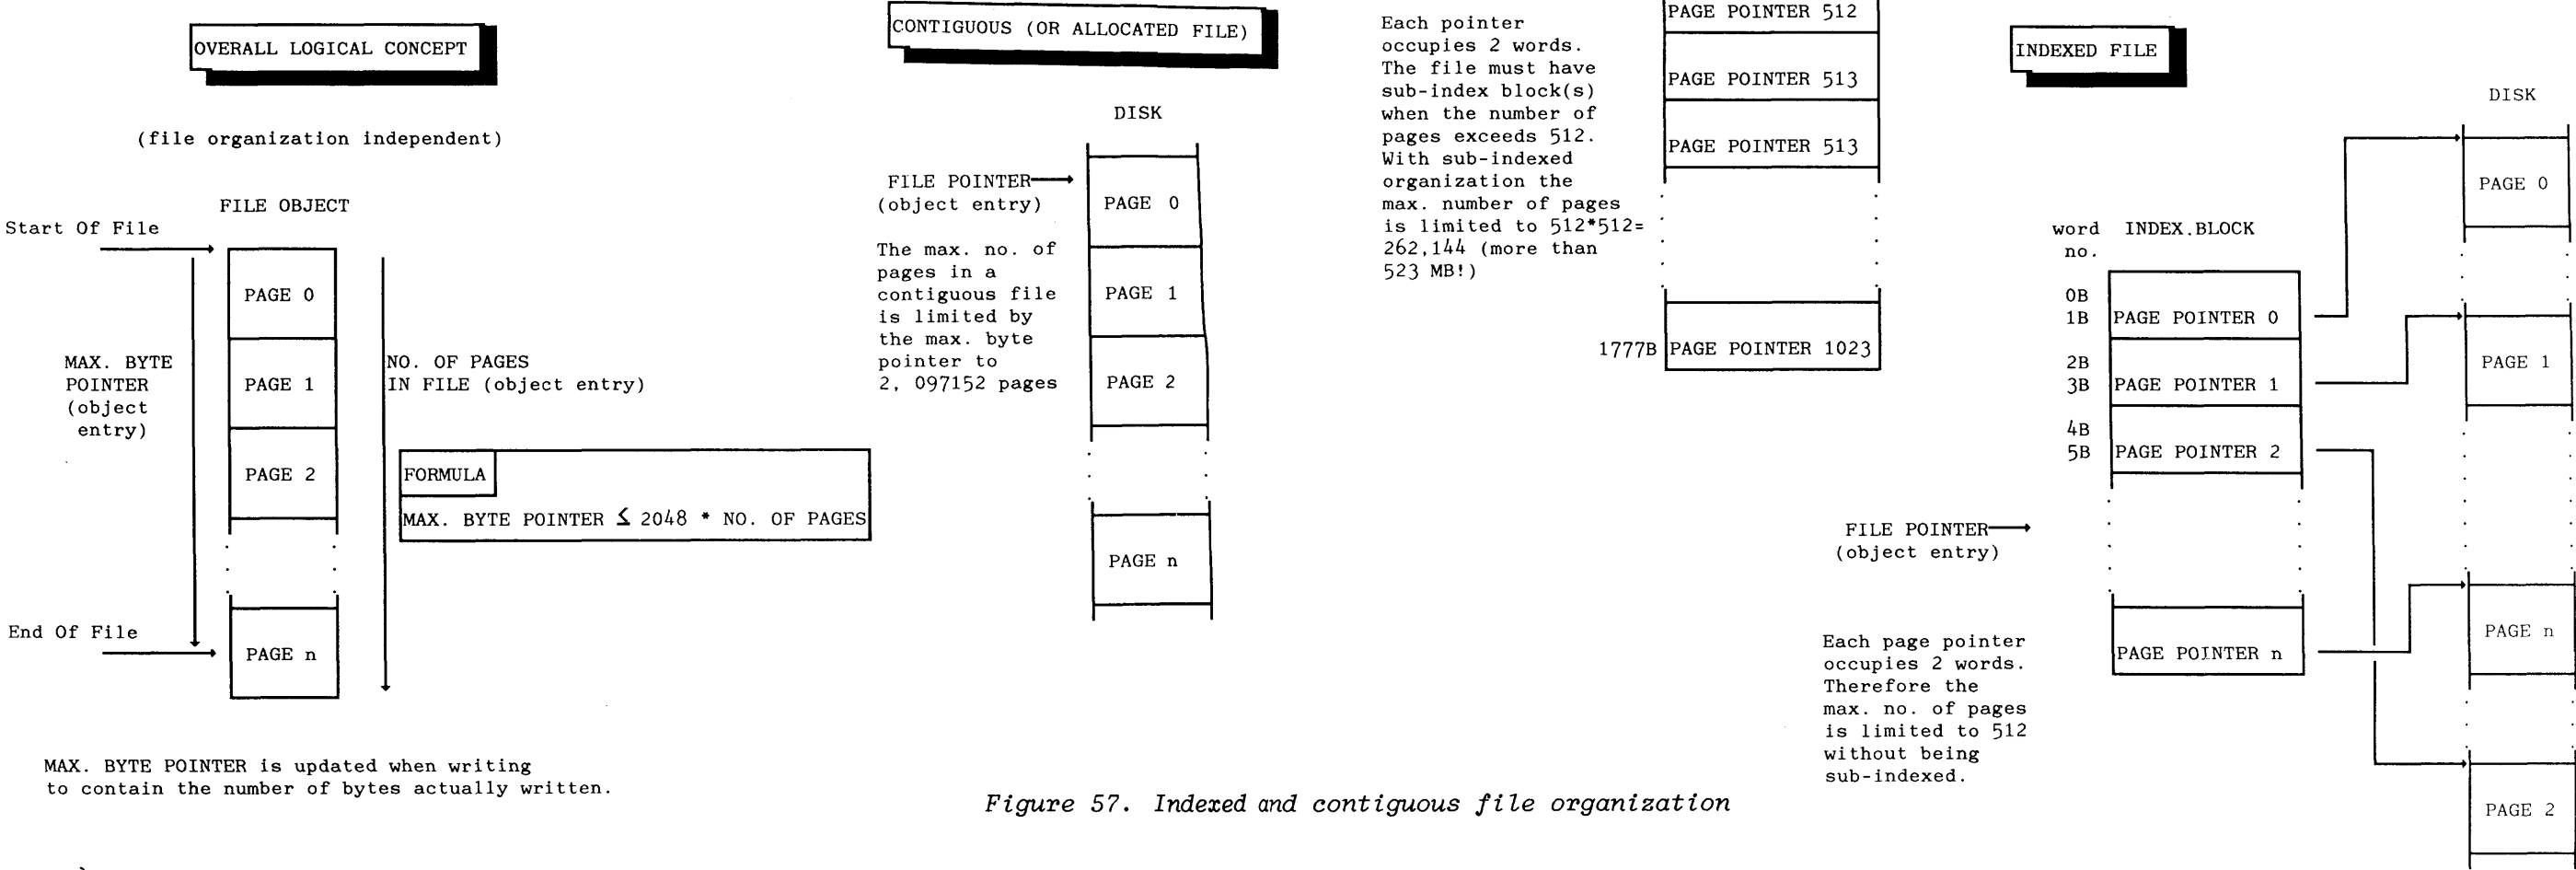 OVERALL LOGICAL CONCEPT
(file organization independent)
FILE OBJECT
Start Of File
PAGE 0
MAX. BYTE
POINTER
(object
entry)
PAGE 1
NO. OF PAGES
IN FILE (object entry)
PAGE 2
FORMULA
MAX. BYTE POINTER ≤ 2048 * NO. OF PAGES
End Of File
PAGE n
MAX. BYTE POINTER is updated when writing
to contain the number of bytes actually written.
CONTIGUOUS (OR ALLOCATED FILE)
DISK
FILE POINTER
(object entry)
PAGE 0
The max. no. of
pages in a
contiguous file
is limited by
the max. byte
pointer to
2, 097152 pages
PAGE 1
PAGE 2
PAGE n
Each pointer
occupies 2 words.
The file must have
sub-index block(s)
when the number of
pages exceeds 512.
With sub-indexed
organization the
max. number of pages
is limited to 512*512=
262,144 (more than
523 MB!)
PAGE POINTER 512
PAGE POINTER 513
PAGE POINTER 513
1777B PAGE POINTER 1023
INDEXED FILE
DISK
word INDEX.BLOCK
no.
0B
1B PAGE POINTER 0
2B
3B PAGE POINTER 1
4B
5B PAGE POINTER 2
FILE POINTER
(object entry)
PAGE POINTER n
Each page pointer
occupies 2 words.
Therefore the
max. no. of pages
is limited to 512
without being
sub-indexed.
PAGE 0
PAGE 1
PAGE n
PAGE 2
Figure 57. Indexed and contiguous file organization